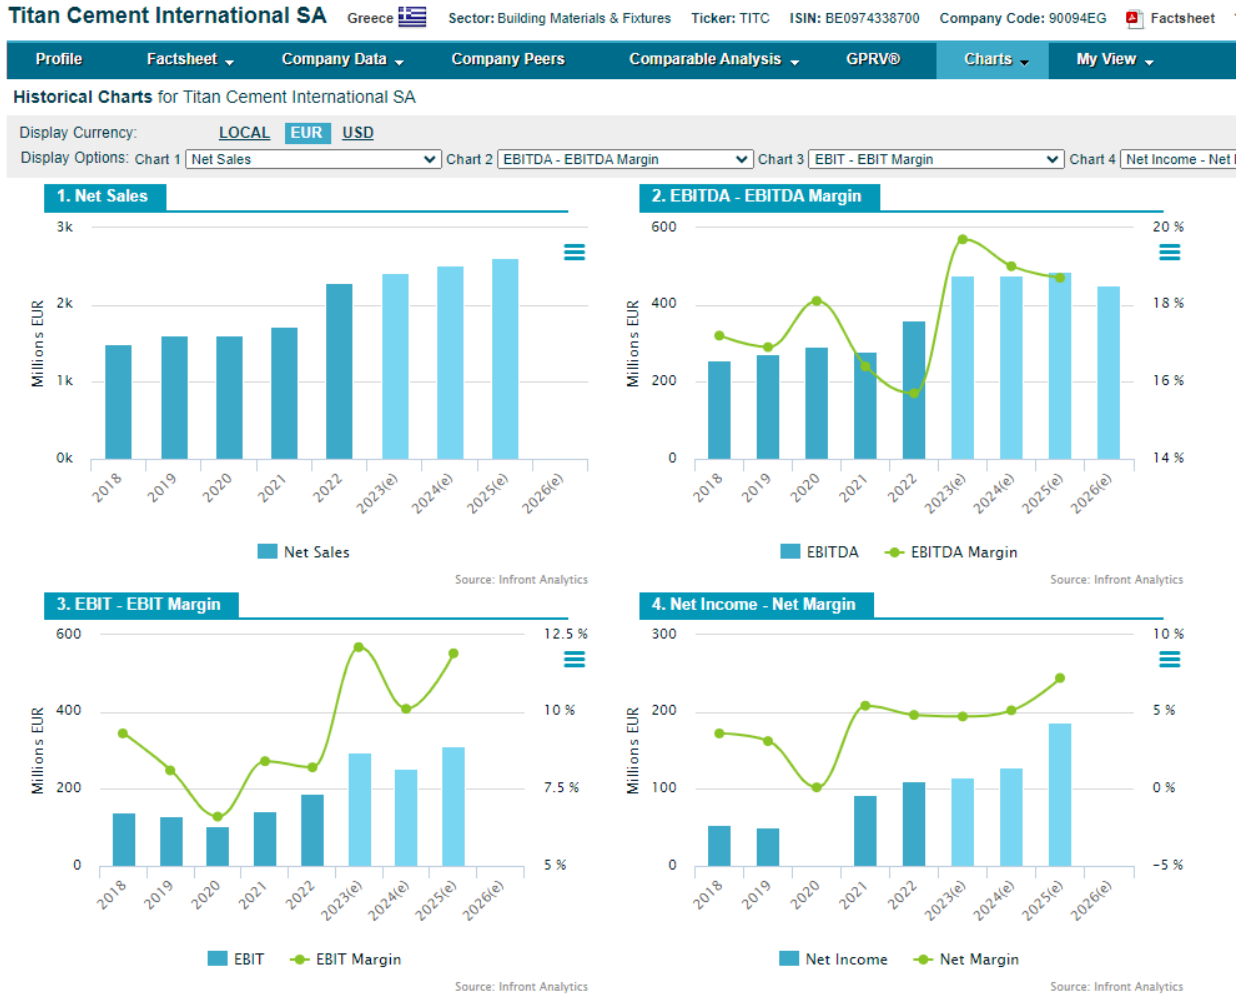 Titan Cement International SA Greece Sector: Building Materials & Fixtures Ticker: TITC ISIN: BE0974338700 Company Code: 90094EG Factsheet
Profile Factsheet Company Data Company Peers Comparable Analysis GPRV® Charts My View
Historical Charts for Titan Cement International SA
Display Currency: LOCAL EUR USD
Display Options: Chart 1 Net Sales Chart 2 EBITDA - EBITDA Margin Chart 3 EBIT - EBIT Margin Chart 4 Net Income - Net
1. Net Sales
3k
2k
1k
0k
Millions EUR
2018 2019 2020 2021 2022 2023(e) 2024(e) 2025(e) 2026(e)
Net Sales
Source: Infront Analytics
2. EBITDA - EBITDA Margin
600 20 %
400 18 %
200 16 %
0 14 %
Millions EUR
2018 2019 2020 2021 2022 2023(e) 2024(e) 2025(e) 2026(e)
EBITDA EBITDA Margin
Source: Infront Analytics
3. EBIT - EBIT Margin
600 12.5 %
400 10 %
200 7.5 %
0 5 %
Millions EUR
2018 2019 2020 2021 2022 2023(e) 2024(e) 2025(e) 2026(e)
EBIT EBIT Margin
Source: Infront Analytics
4. Net Income - Net Margin
300 10 %
200 5 %
100 0 %
0 −5 %
Millions EUR
2018 2019 2020 2021 2022 2023(e) 2024(e) 2025(e) 2026(e)
Net Income Net Margin
Source: Infront Analytics